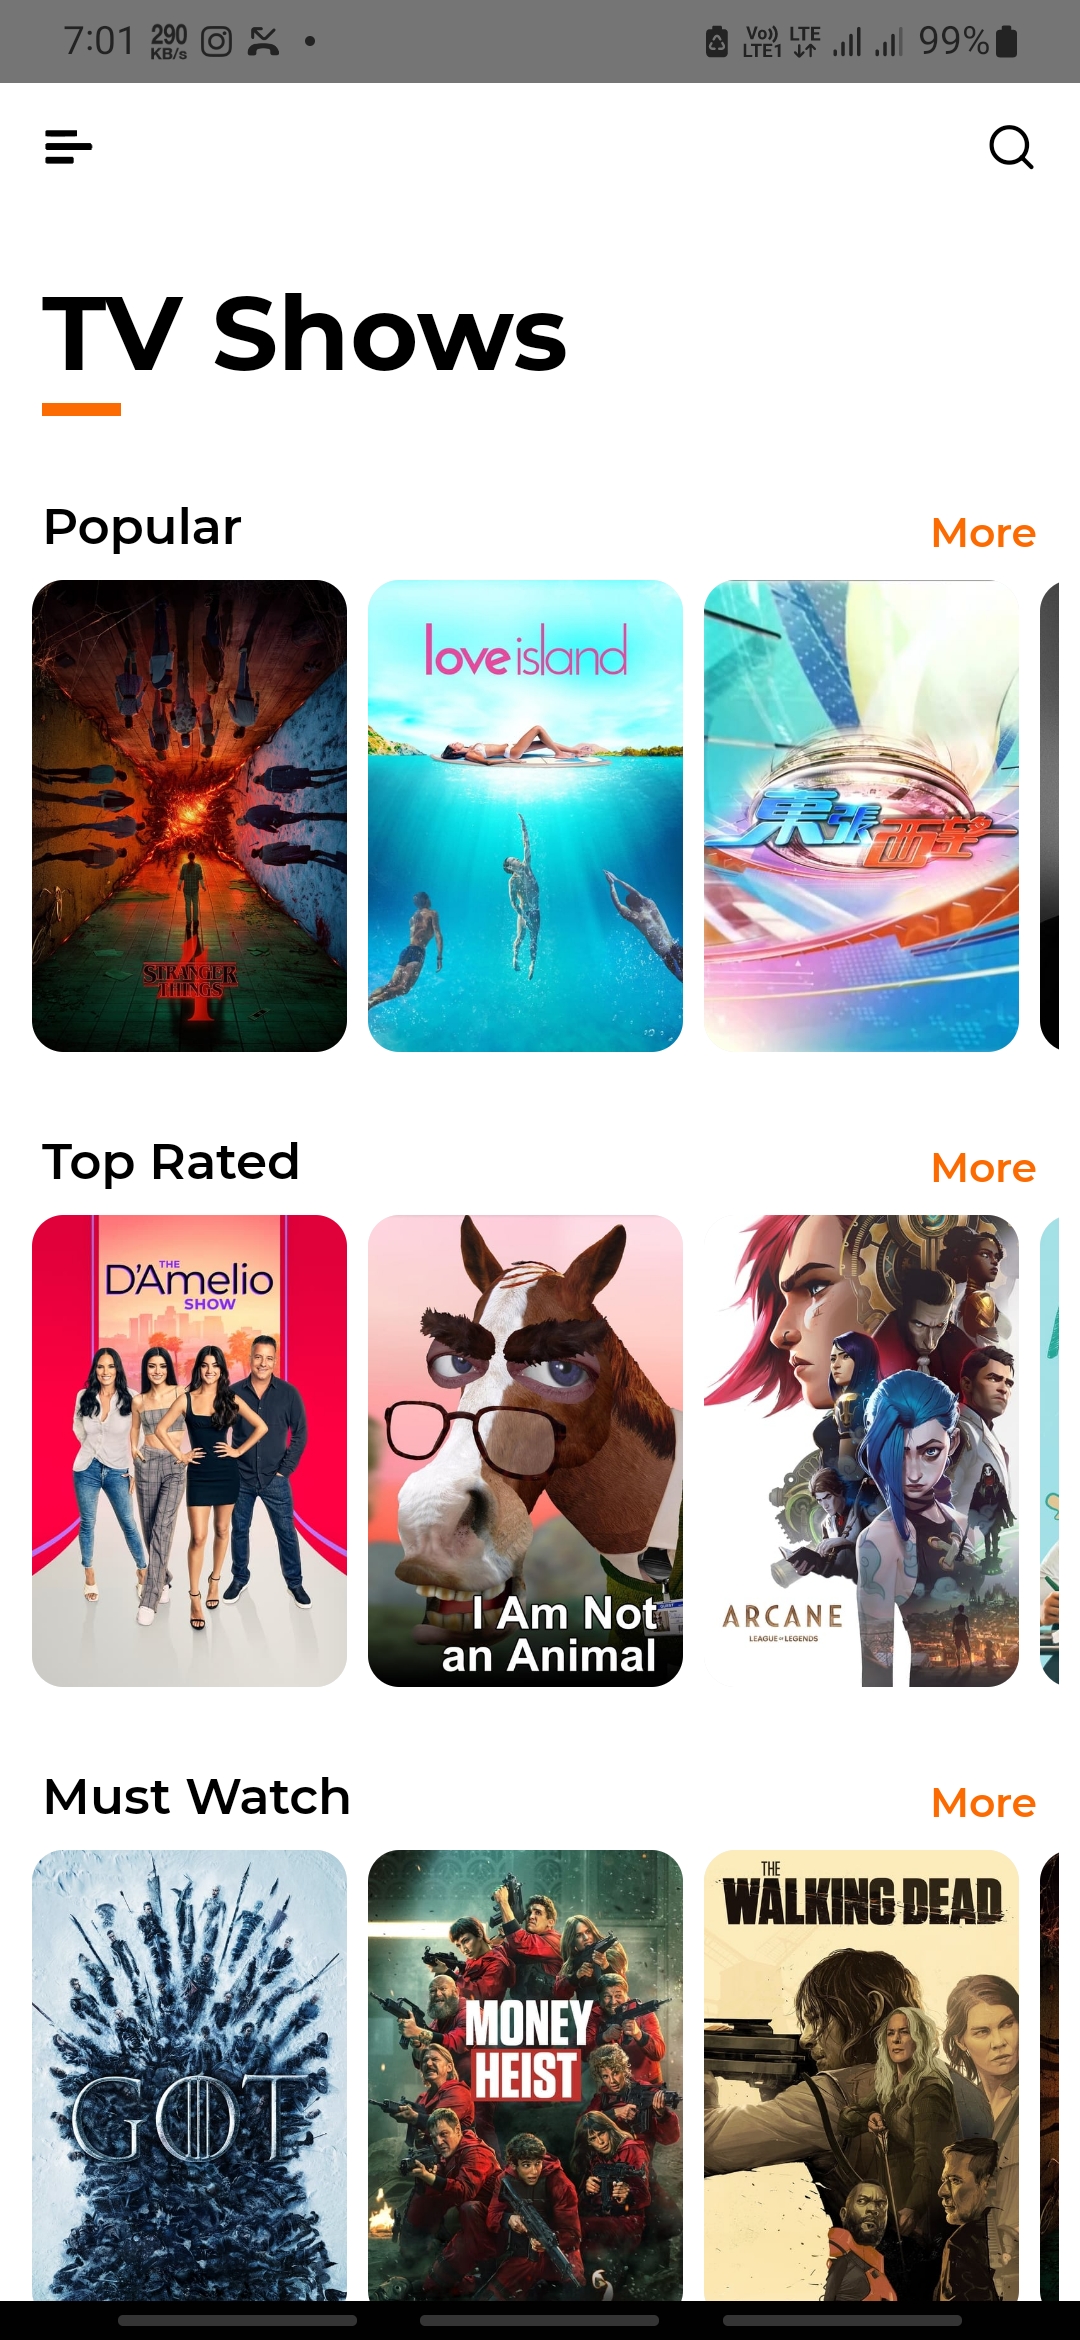 7:01 290 KB/s Vo)) LTE1 LTE 99%
TV Shows
Popular More
STRANGER
THINGS
4
love island
東張西望
Top Rated More
THE
D'Amelio
SHOW
I Am Not
an Animal
ARCANE
LEAGUE OF LEGENDS
Must Watch More
GOT
MONEY
HEIST
THE
WALKING DEAD